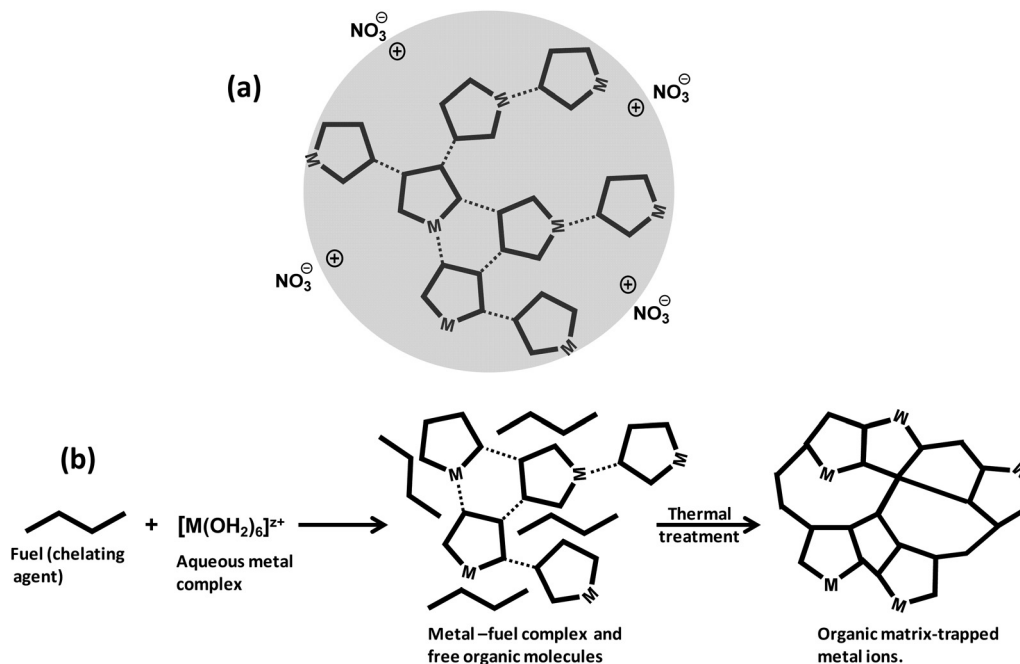 NO₃⊖
⊕
(a)
NO₃⊖
⊕
M
M
M
M
M
M
NO₃⊖
⊕
NO₃⊖
⊕
M
M
(b)
+
[M(OH₂)₆]ᶻ⁺
Fuel (chelating
agent)
Aqueous metal
complex
M
M
M
M
M
Metal –fuel complex and
free organic molecules
Thermal
treatment
M
M
M
M
M
Organic matrix-trapped
metal ions.